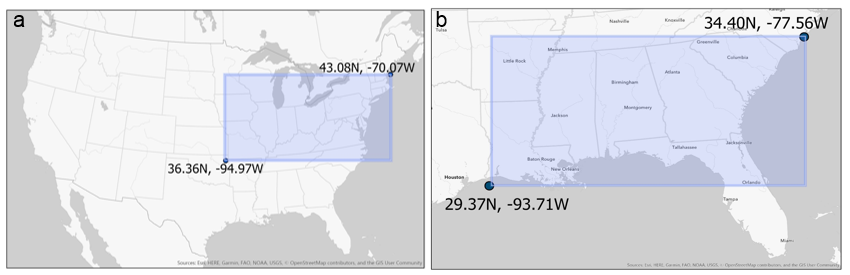 a
43.08N, -70.07W
36.36N, -94.97W
Sources: Esri, HERE, Garmin, FAO, NOAA, USGS, © OpenStreetMap contributors, and the GIS User Community
b
34.40N, -77.56W
Nashville
Knoxville
Raleigh
Tulsa
Memphis
Greenville
Little Rock
Columbia
Atlanta
Birmingham
Montgomery
Jackson
Tallahassee
Jacksonville
Baton Rouge
New Orleans
Houston
Orlando
29.37N, -93.71W
Tampa
Miami
Sources: Esri, HERE, Garmin, FAO, NOAA, USGS, © OpenStreetMap contributors, and the GIS User Community